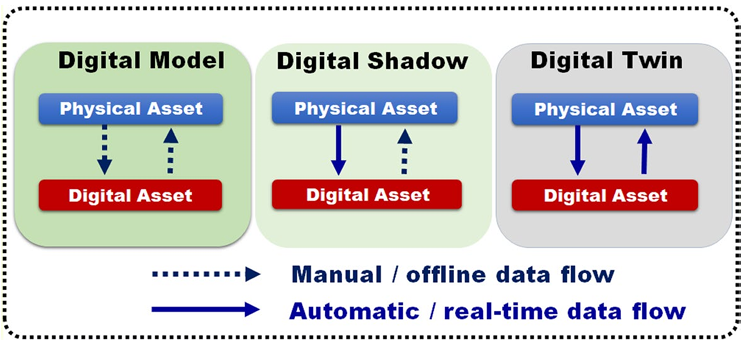 Digital Model
Physical Asset
Digital Asset
Digital Shadow
Physical Asset
Digital Asset
Digital Twin
Physical Asset
Digital Asset
Manual / offline data flow
Automatic / real-time data flow